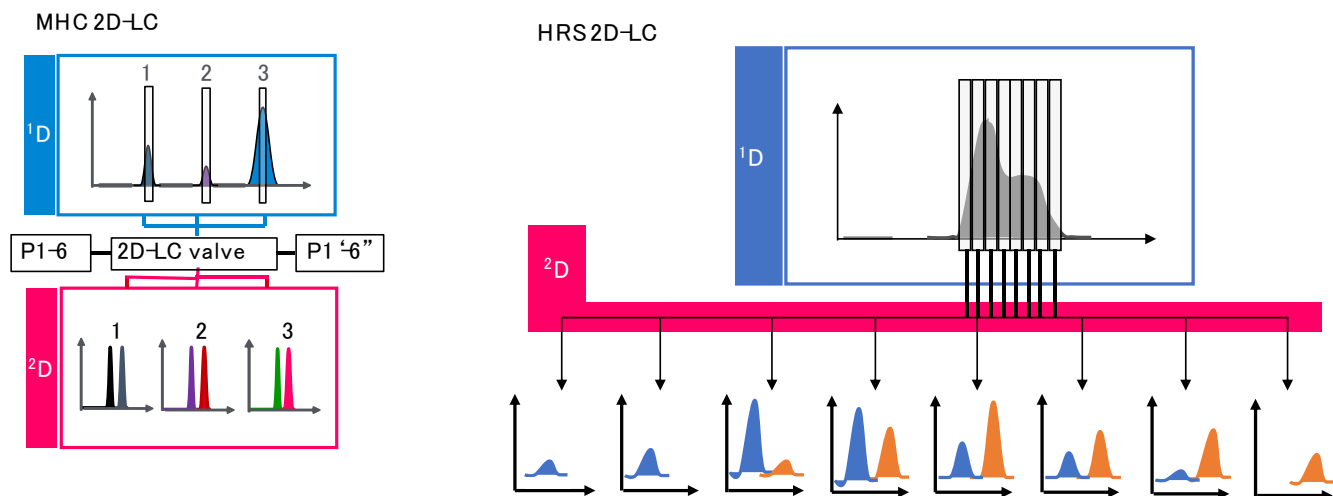 MHC 2D-LC
1 2 3
¹D
P1-6 2D-LC valve P1 ‘-6”
²D
1 2 3
HRS 2D-LC
¹D
²D